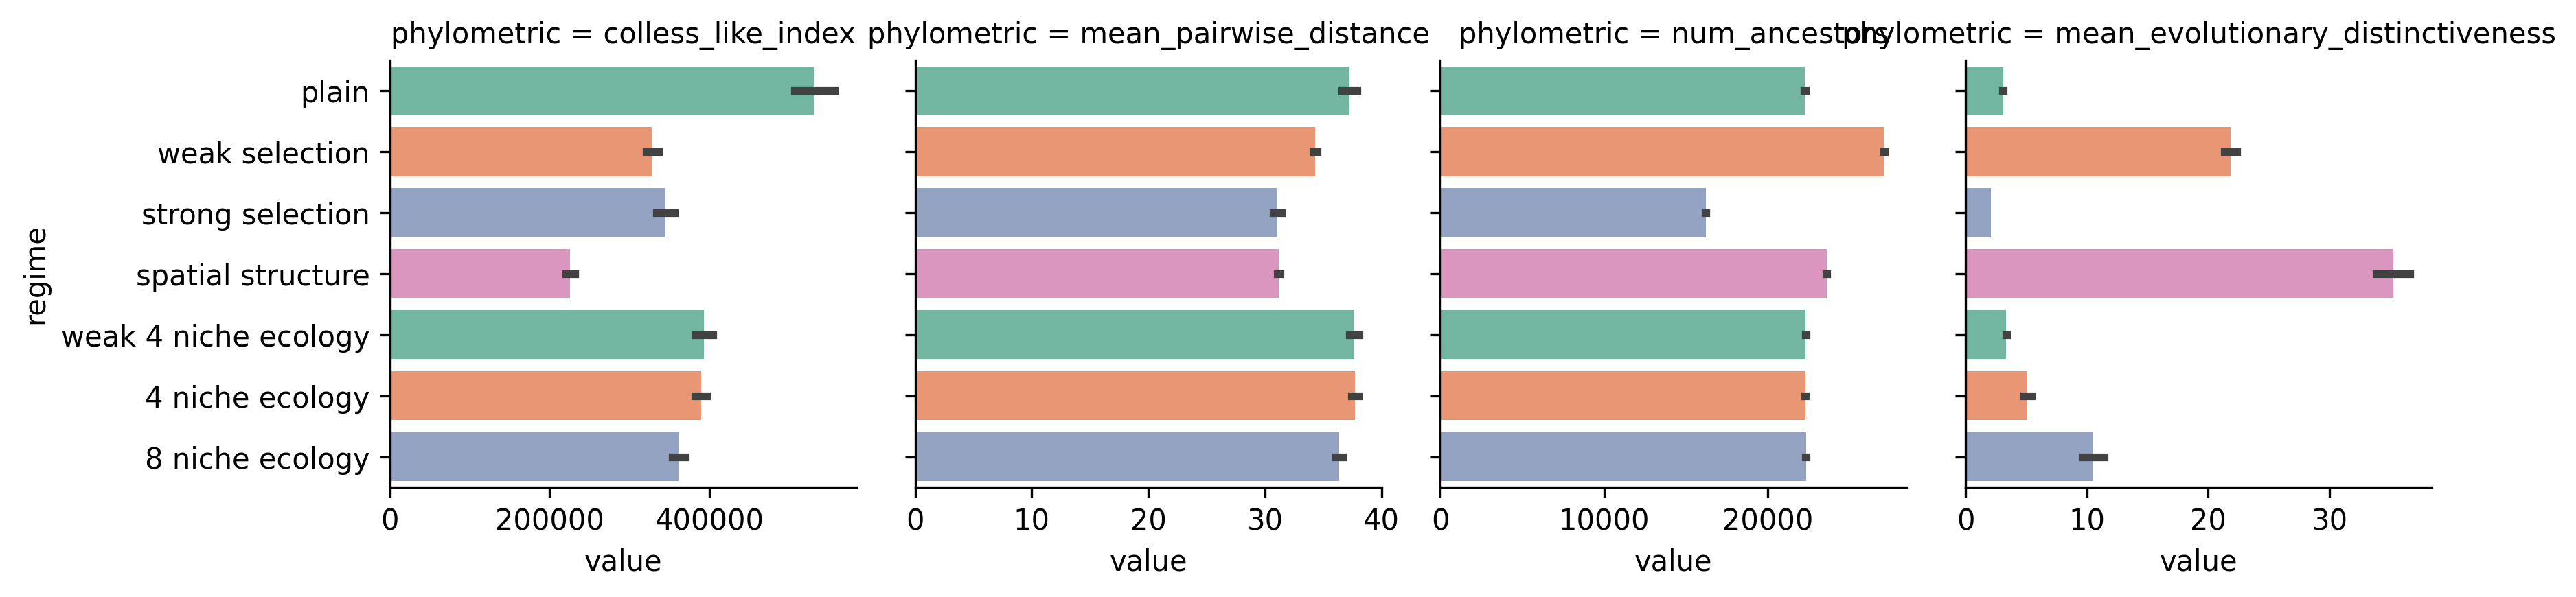 phylometric = colless_like_index
phylometric = mean_pairwise_distance
phylometric = num_ancestors
phylometric = mean_evolutionary_distinctiveness
regime
plain
weak selection
strong selection
spatial structure
weak 4 niche ecology
4 niche ecology
8 niche ecology
0 200000 400000
value
0 10 20 30 40
value
0 10000 20000
value
0 10 20 30
value